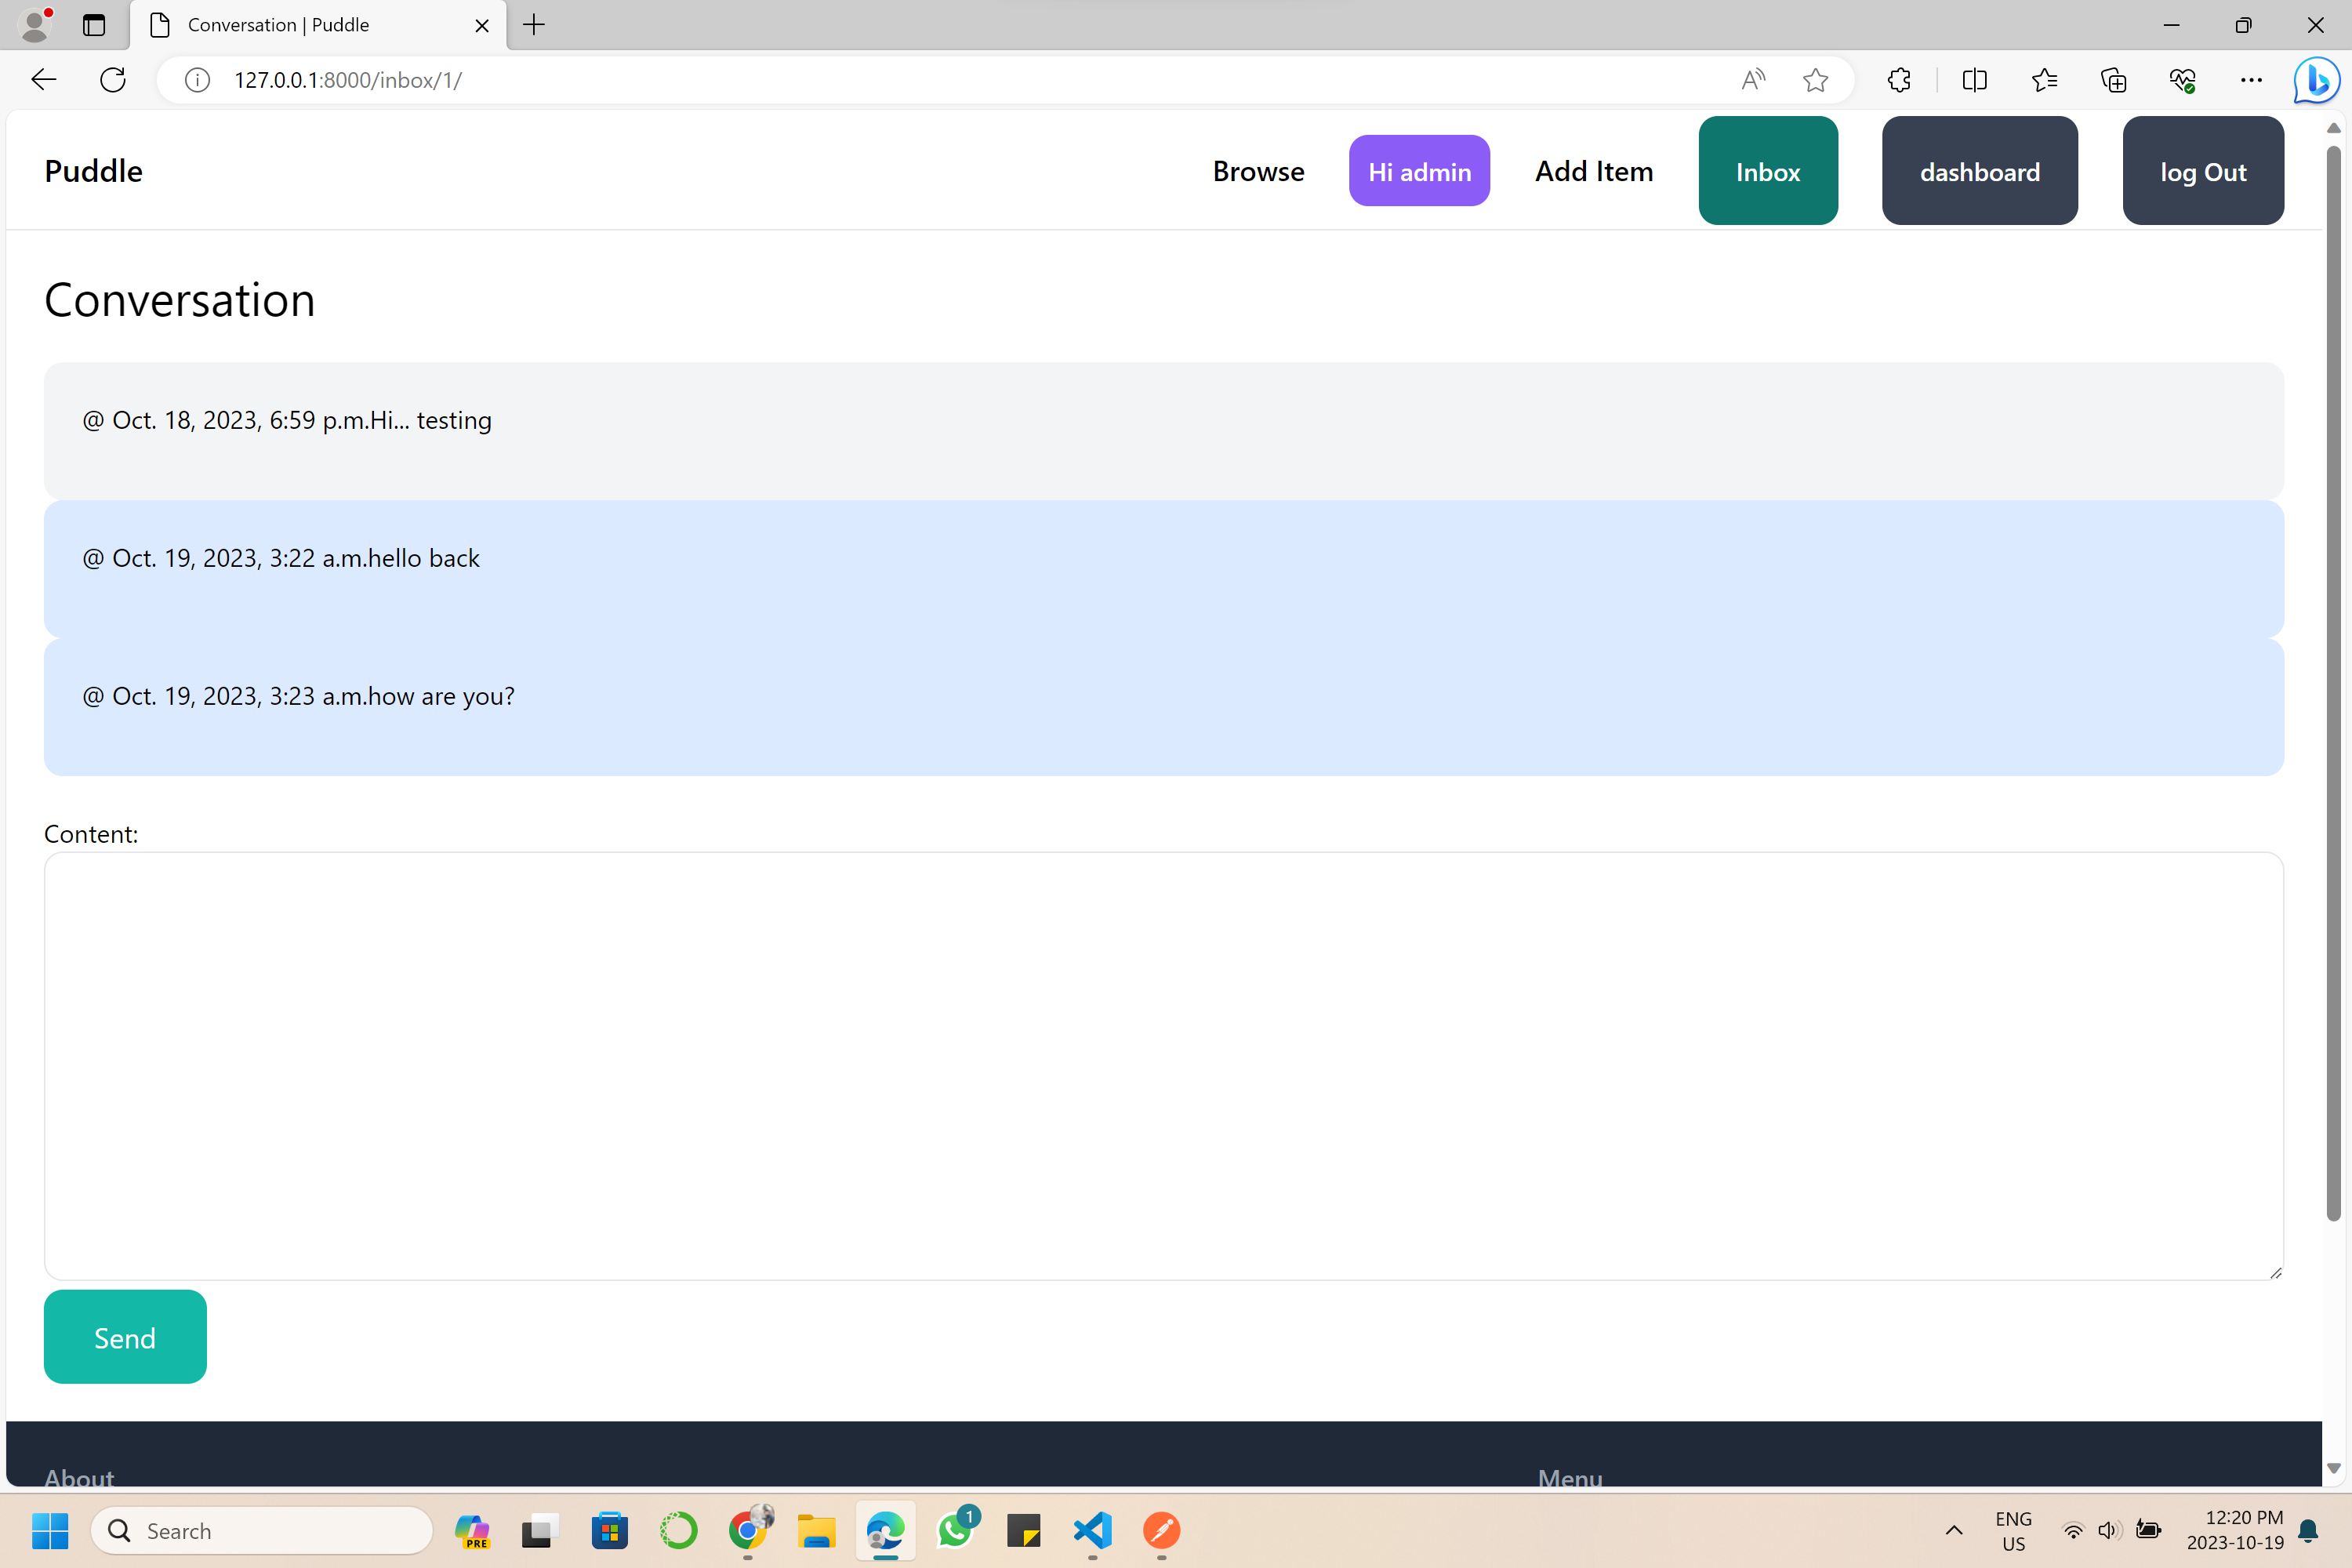 Conversation | Puddle
127.0.0.1:8000/inbox/1/
Puddle
Browse
Hi admin
Add Item
Inbox
dashboard
log Out
Conversation
@ Oct. 18, 2023, 6:59 p.m.Hi... testing
@ Oct. 19, 2023, 3:22 a.m.hello back
@ Oct. 19, 2023, 3:23 a.m.how are you?
Content:
Send
About
Menu
Search
PRE
1
ENG
US
12:20 PM
2023-10-19